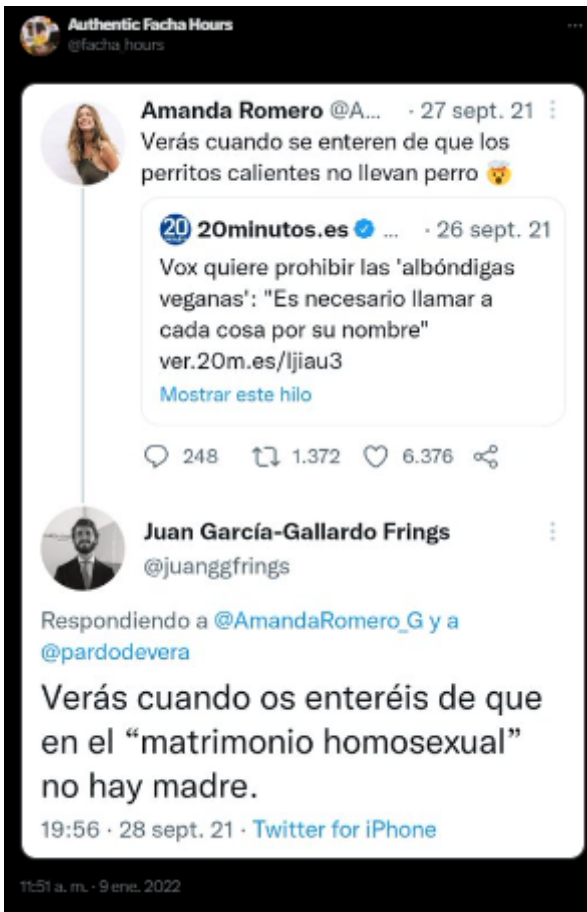 Authentic Facha Hours
@facha_hours
Amanda Romero @A... · 27 sept. 21
Verás cuando se enteren de que los
perritos calientes no llevan perro 🤯
20 20minutos.es ... · 26 sept. 21
Vox quiere prohibir las 'albóndigas
veganas': "Es necesario llamar a
cada cosa por su nombre"
ver.20m.es/ljiau3
Mostrar este hilo
248 1.372 6.376
Juan García-Gallardo Frings
@juanggfrings
Respondiendo a @AmandaRomero_G y a
@pardodevera
Verás cuando os enteréis de que
en el “matrimonio homosexual”
no hay madre.
19:56 · 28 sept. 21 · Twitter for iPhone
11:51 a. m. · 9 ene. 2022